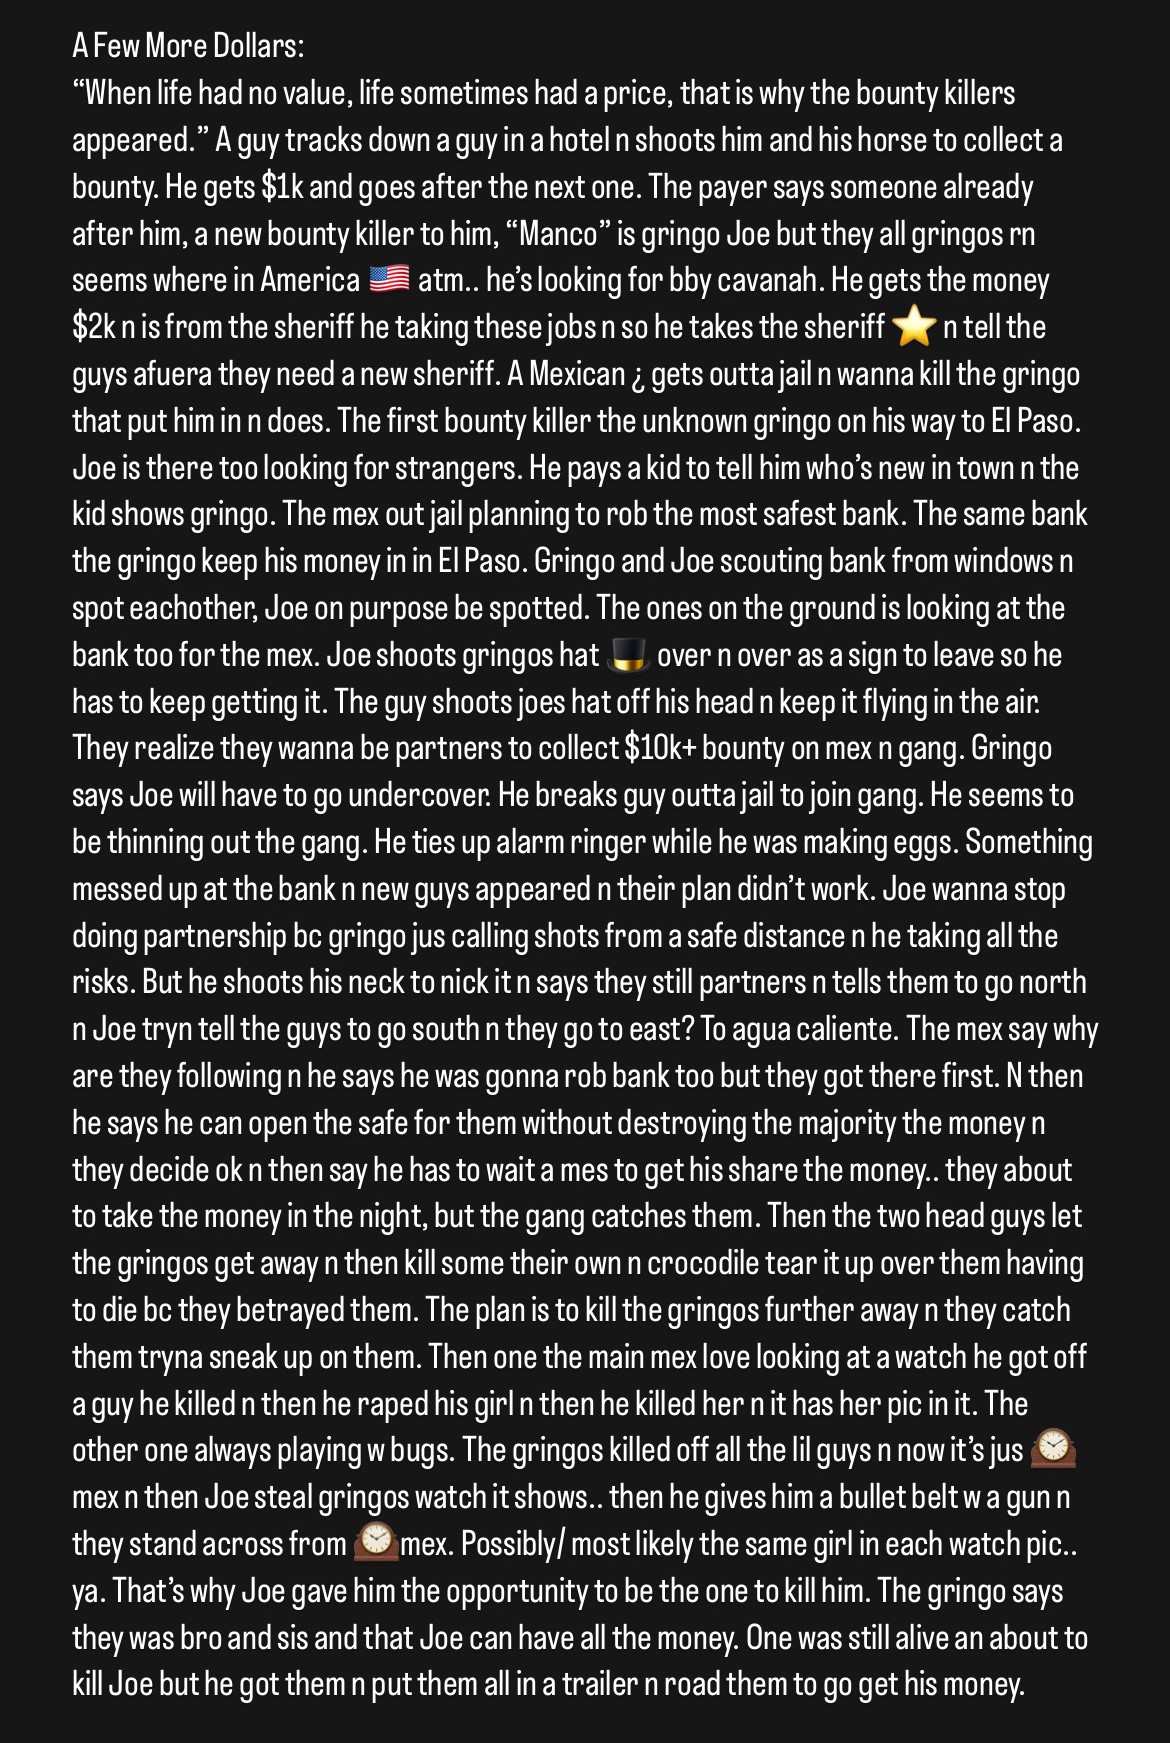 A Few More Dollars:
“When life had no value, life sometimes had a price, that is why the bounty killers
appeared.” A guy tracks down a guy in a hotel n shoots him and his horse to collect a
bounty. He gets $1k and goes after the next one. The payer says someone already
after him, a new bounty killer to him, “Manco” is gringo Joe but they all gringos rn
seems where in America 🇺🇸 atm.. he’s looking for bby cavanah. He gets the money
$2k n is from the sheriff he taking these jobs n so he takes the sheriff ⭐ n tell the
guys afuera they need a new sheriff. A Mexican ¿ gets outta jail n wanna kill the gringo
that put him in n does. The first bounty killer the unknown gringo on his way to El Paso.
Joe is there too looking for strangers. He pays a kid to tell him who’s new in town n the
kid shows gringo. The mex out jail planning to rob the most safest bank. The same bank
the gringo keep his money in in El Paso. Gringo and Joe scouting bank from windows n
spot eachother, Joe on purpose be spotted. The ones on the ground is looking at the
bank too for the mex. Joe shoots gringos hat 🎩 over n over as a sign to leave so he
has to keep getting it. The guy shoots joes hat off his head n keep it flying in the air.
They realize they wanna be partners to collect $10k+ bounty on mex n gang. Gringo
says Joe will have to go undercover. He breaks guy outta jail to join gang. He seems to
be thinning out the gang. He ties up alarm ringer while he was making eggs. Something
messed up at the bank n new guys appeared n their plan didn’t work. Joe wanna stop
doing partnership bc gringo jus calling shots from a safe distance n he taking all the
risks. But he shoots his neck to nick it n says they still partners n tells them to go north
n Joe tryn tell the guys to go south n they go to east? To agua caliente. The mex say why
are they following n he says he was gonna rob bank too but they got there first. N then
he says he can open the safe for them without destroying the majority the money n
they decide ok n then say he has to wait a mes to get his share the money.. they about
to take the money in the night, but the gang catches them. Then the two head guys let
the gringos get away n then kill some their own n crocodile tear it up over them having
to die bc they betrayed them. The plan is to kill the gringos further away n they catch
them tryna sneak up on them. Then one the main mex love looking at a watch he got off
a guy he killed n then he raped his girl n then he killed her n it has her pic in it. The
other one always playing w bugs. The gringos killed off all the lil guys n now it’s jus 🕰️
mex n then Joe steal gringos watch it shows.. then he gives him a bullet belt w a gun n
they stand across from 🕰️mex. Possibly/ most likely the same girl in each watch pic..
ya. That’s why Joe gave him the opportunity to be the one to kill him. The gringo says
they was bro and sis and that Joe can have all the money. One was still alive an about to
kill Joe but he got them n put them all in a trailer n road them to go get his money.